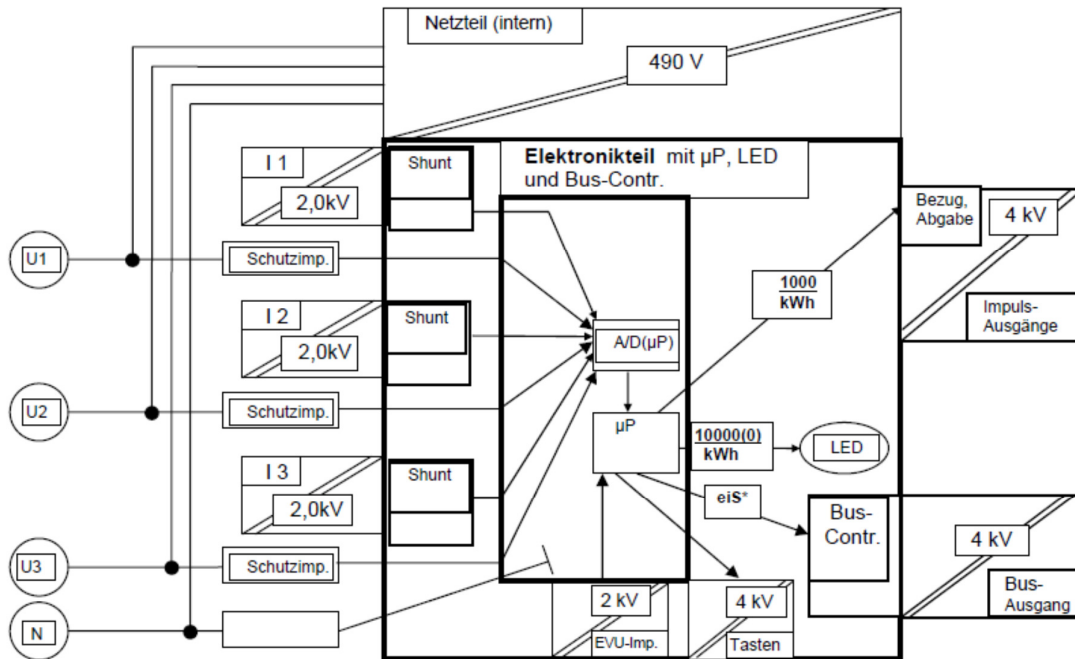 Netzteil (intern)
490 V
Elektronikteil mit µP, LED
und Bus-Contr.
I 1
2,0kV
Shunt
U1
Schutzimp.
I 2
2,0kV
Shunt
U2
Schutzimp.
I 3
2,0kV
Shunt
U3
Schutzimp.
N
A/D(µP)
µP
1000
kWh
10000(0)
kWh
LED
eiS*
Bezug,
Abgabe
4 kV
Impuls-
Ausgänge
Bus-
Contr.
4 kV
Bus-
Ausgang
2 kV
EVU-Imp.
4 kV
Tasten